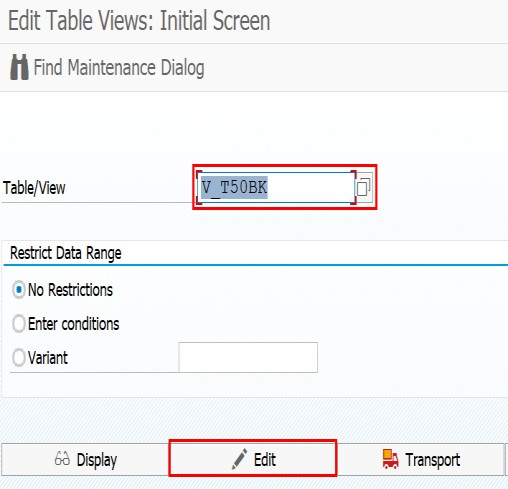 Edit Table Views: Initial Screen
Find Maintenance Dialog
Table/View V_T50BK
Restrict Data Range
No Restrictions
Enter conditions
Variant
Display Edit Transport